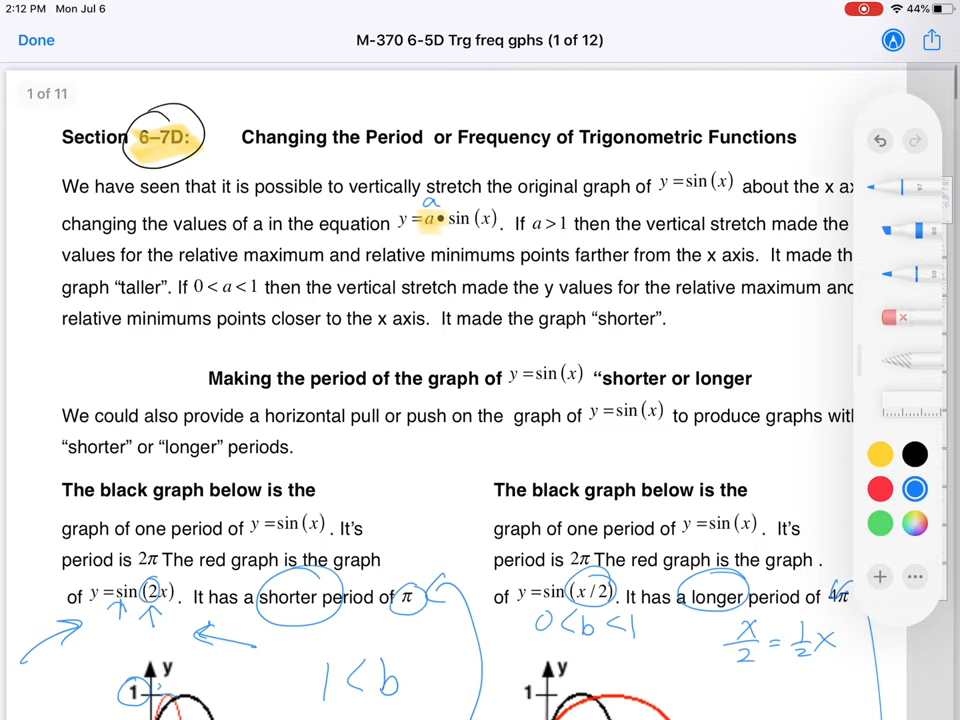 2:12 PM Mon Jul 6 44%
Done M-370 6-5D Trg freq gphs (1 of 12)
1 of 11
Section 6–7D: Changing the Period or Frequency of Trigonometric Functions
We have seen that it is possible to vertically stretch the original graph of y = sin(x) about the x ax
a
changing the values of a in the equation y = a • sin(x). If a > 1 then the vertical stretch made the
values for the relative maximum and relative minimums points farther from the x axis. It made th
graph “taller”. If 0 < a < 1 then the vertical stretch made the y values for the relative maximum and
relative minimums points closer to the x axis. It made the graph “shorter”.
Making the period of the graph of y = sin(x) “shorter or longer
We could also provide a horizontal pull or push on the graph of y = sin(x) to produce graphs with
“shorter” or “longer” periods.
The black graph below is the
graph of one period of y = sin(x). It’s
period is 2π The red graph is the graph
of y = sin(2x). It has a shorter period of π
1 < b
y
1
The black graph below is the
graph of one period of y = sin(x). It’s
period is 2π The red graph is the graph .
of y = sin(x/2). It has a longer period of 4π
0 < b < 1
x/2 = 1/2 x
y
1